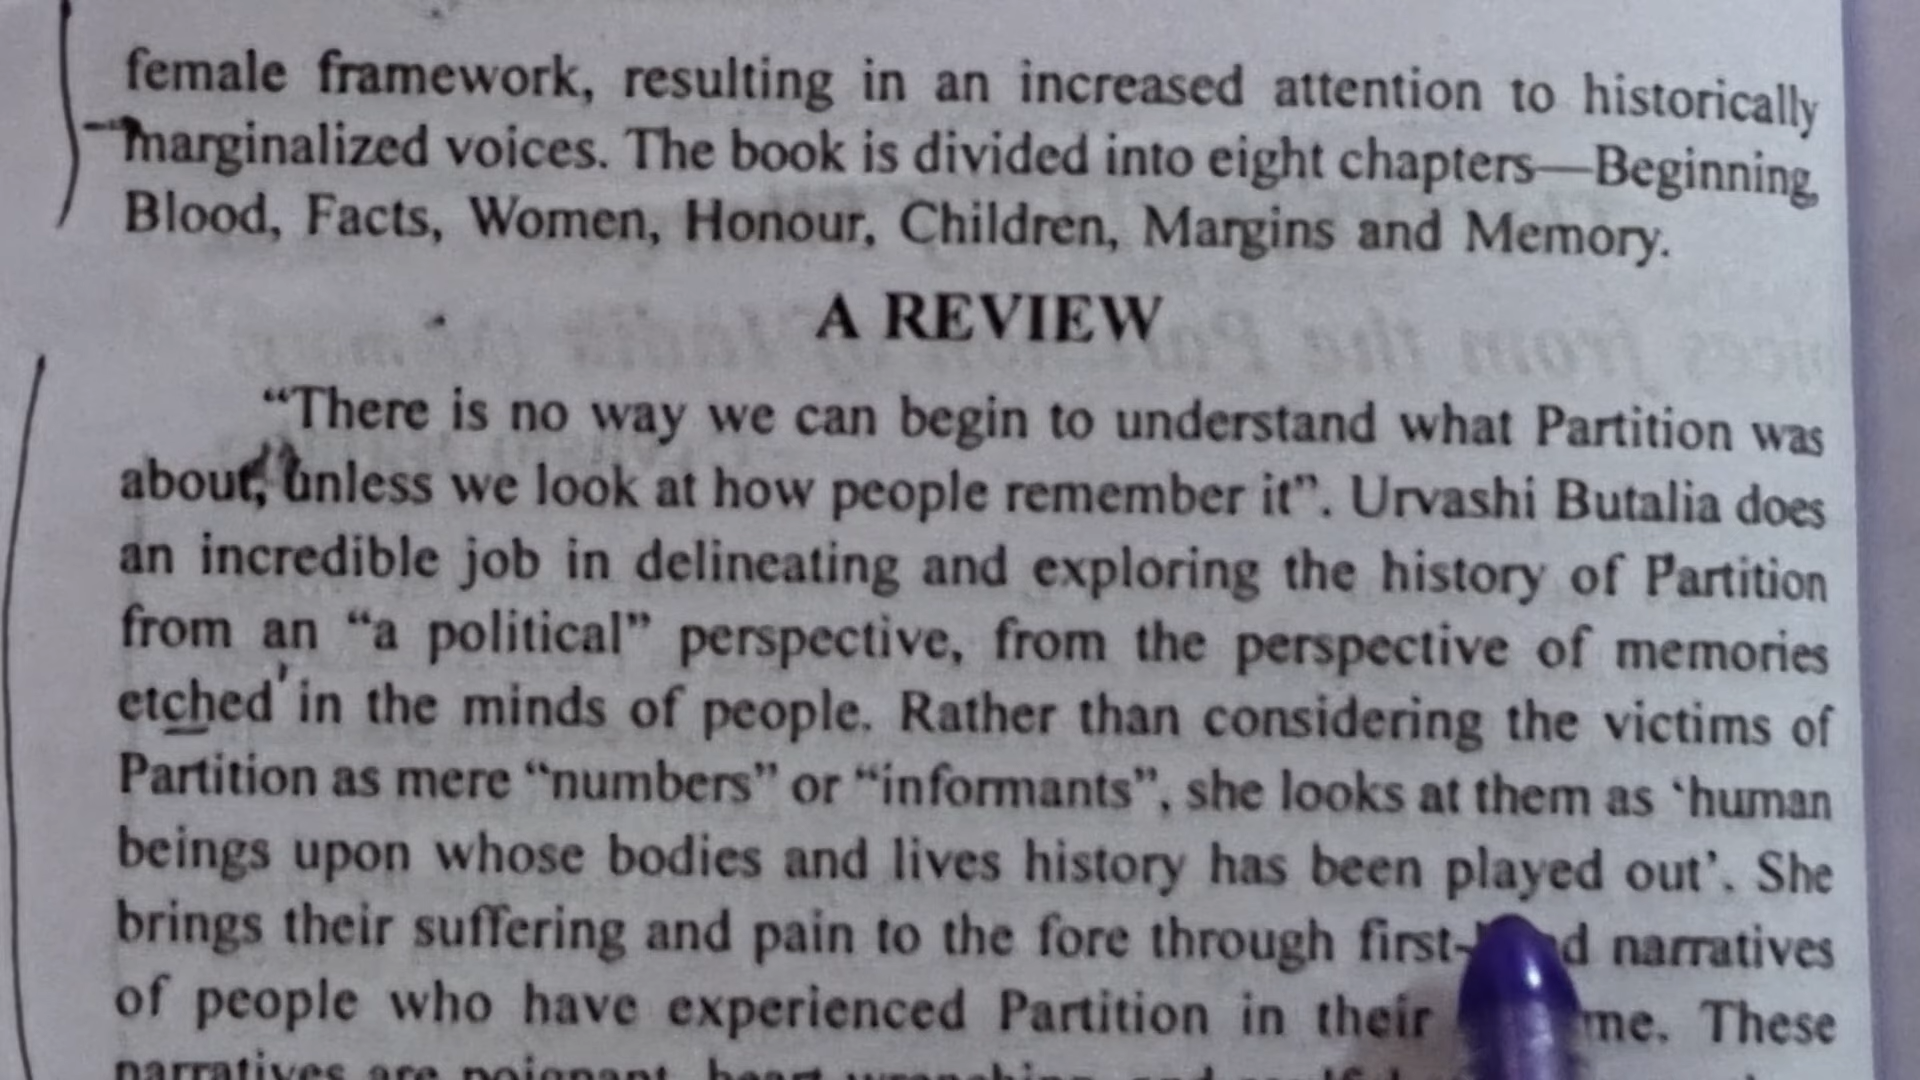 female framework, resulting in an increased attention to historically
marginalized voices. The book is divided into eight chapters—Beginning,
Blood, Facts, Women, Honour, Children, Margins and Memory.
A REVIEW
“There is no way we can begin to understand what Partition was
about, unless we look at how people remember it”. Urvashi Butalia does
an incredible job in delineating and exploring the history of Partition
from an “a political” perspective, from the perspective of memories
etched in the minds of people. Rather than considering the victims of
Partition as mere “numbers” or “informants”, she looks at them as ‘human
beings upon whose bodies and lives history has been played out’. She
brings their suffering and pain to the fore through narratives
of people who have experienced Partition in their These
narratives are poignant,